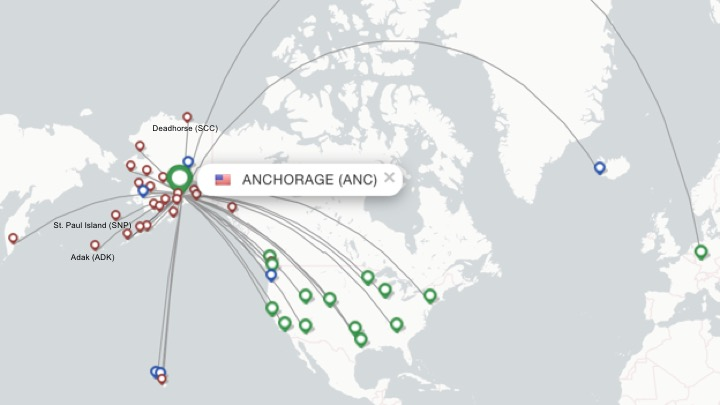 Deadhorse (SCC)
ANCHORAGE (ANC)
St. Paul Island (SNP)
Adak (ADK)